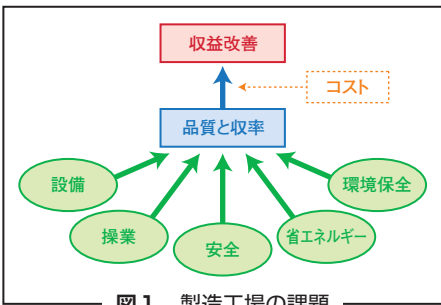 収益改善
コスト
品質と収率
設備
環境保全
操業
省エネルギー
安全
図1 製造工場の課題